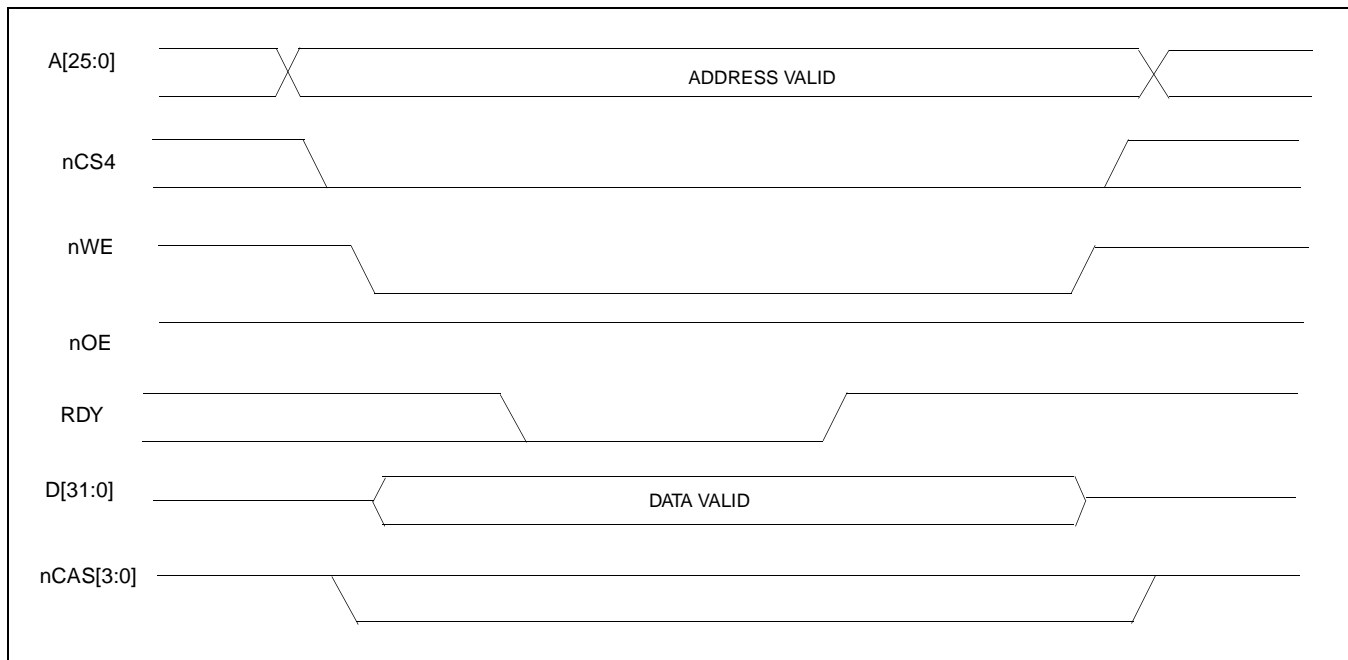 A[25:0]
ADDRESS VALID
nCS4
nWE
nOE
RDY
D[31:0]
DATA VALID
nCAS[3:0]